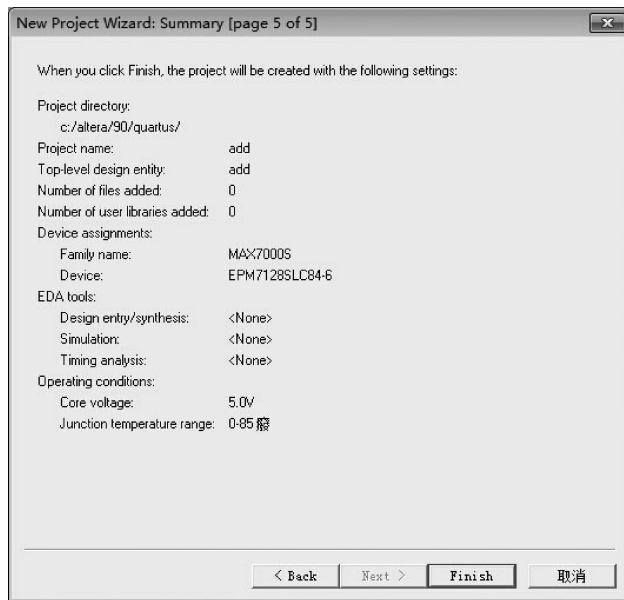 New Project Wizard: Summary [page 5 of 5]
When you click Finish, the project will be created with the following settings:
Project directory:
c:/altera/90/quartus/
Project name: add
Top-level design entity: add
Number of files added: 0
Number of user libraries added: 0
Device assignments:
Family name: MAX7000S
Device: EPM7128SLC84-6
EDA tools:
Design entry/synthesis: <None>
Simulation: <None>
Timing analysis: <None>
Operating conditions:
Core voltage: 5.0V
Junction temperature range: 0-85 癈
< Back Next > Finish 取消